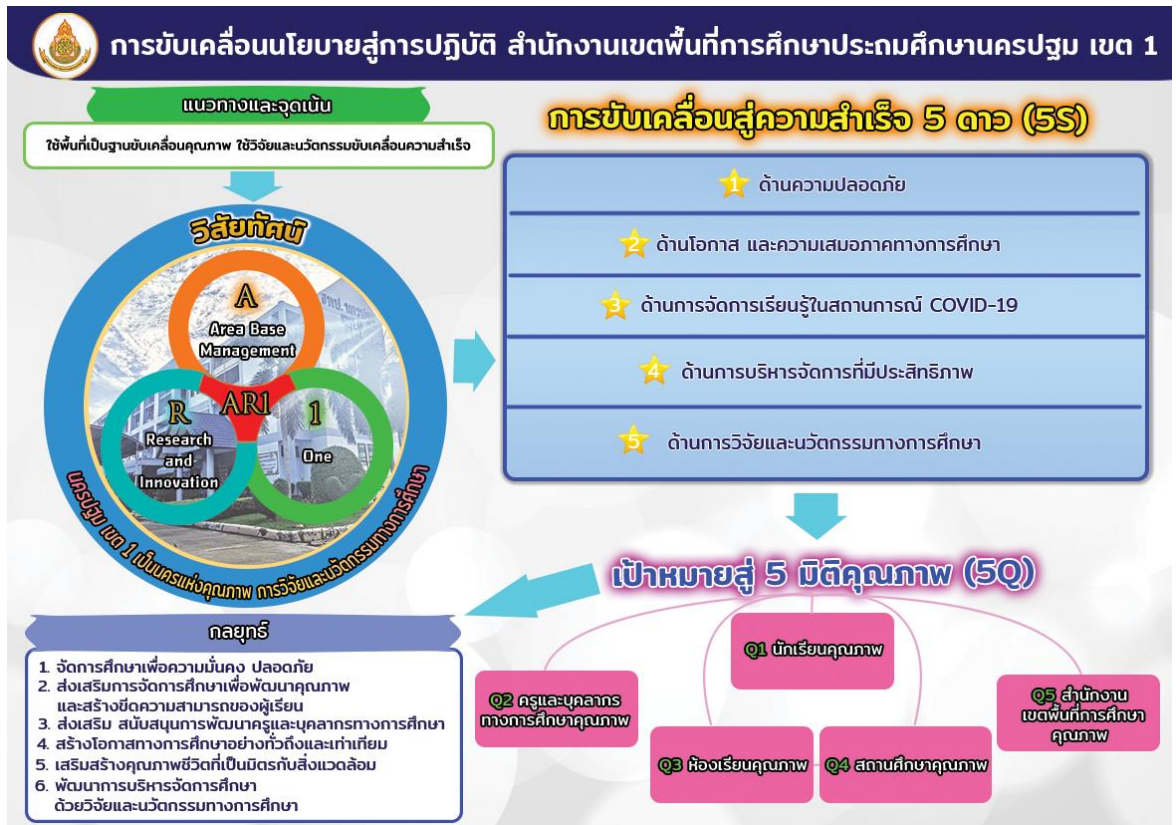 การขับเคลื่อนนโยบายสู่การปฏิบัติ สำนักงานเขตพื้นที่การศึกษาประถมศึกษานครปฐม เขต 1
แนวทางและจุดเน้น
ใช้พื้นที่เป็นฐานขับเคลื่อนคุณภาพ ใช้วิจัยและนวัตกรรมขับเคลื่อนความสำเร็จ
วิสัยทัศน์
A
Area Base
Management
AR1
R
Research
and
Innovation
1
One
นครปฐม เขต 1 เป็นนครแห่งคุณภาพ การวิจัยและนวัตกรรมทางการศึกษา
การขับเคลื่อนสู่ความสำเร็จ 5 ดาว (5S)
1 ด้านความปลอดภัย
2 ด้านโอกาส และความเสมอภาคทางการศึกษา
3 ด้านการจัดการเรียนรู้ในสถานการณ์ COVID-19
4 ด้านการบริหารจัดการที่มีประสิทธิภาพ
5 ด้านการวิจัยและนวัตกรรมทางการศึกษา
เป้าหมายสู่ 5 มิติคุณภาพ (5Q)
Q1 นักเรียนคุณภาพ
Q2 ครูและบุคลากร
ทางการศึกษาคุณภาพ
Q3 ห้องเรียนคุณภาพ
Q4 สถานศึกษาคุณภาพ
Q5 สำนักงาน
เขตพื้นที่การศึกษา
คุณภาพ
กลยุทธ์
1. จัดการศึกษาเพื่อความมั่นคง ปลอดภัย
2. ส่งเสริมการจัดการศึกษาเพื่อพัฒนาคุณภาพ
และสร้างขีดความสามารถของผู้เรียน
3. ส่งเสริม สนับสนุนการพัฒนาครูและบุคลากรทางการศึกษา
4. สร้างโอกาสทางการศึกษาอย่างทั่วถึงและเท่าเทียม
5. เสริมสร้างคุณภาพชีวิตที่เป็นมิตรกับสิ่งแวดล้อม
6. พัฒนาการบริหารจัดการศึกษา
ด้วยวิจัยและนวัตกรรมทางการศึกษา